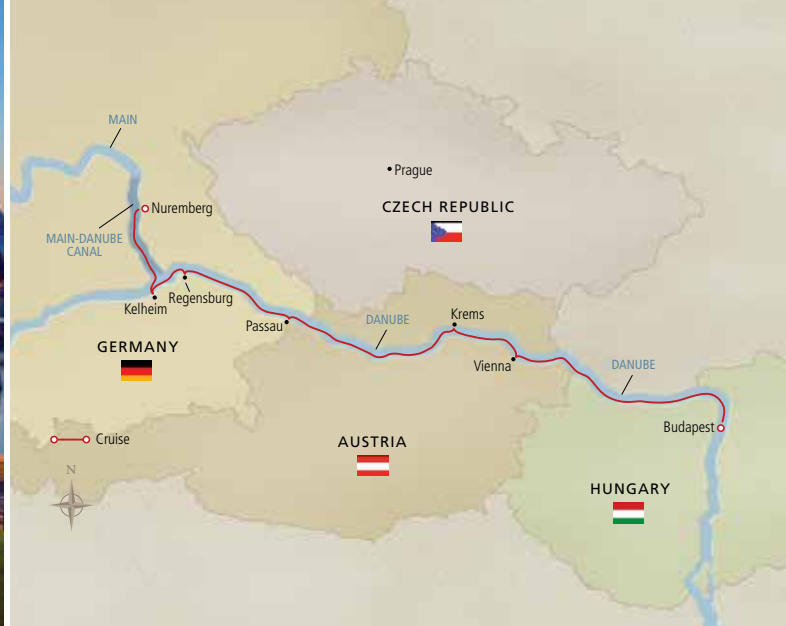 MAIN
Prague
CZECH REPUBLIC
Nuremberg
MAIN-DANUBE
CANAL
Regensburg
Kelheim
Krems
Passau
DANUBE
GERMANY
Vienna
DANUBE
Budapest
Cruise
AUSTRIA
N
HUNGARY